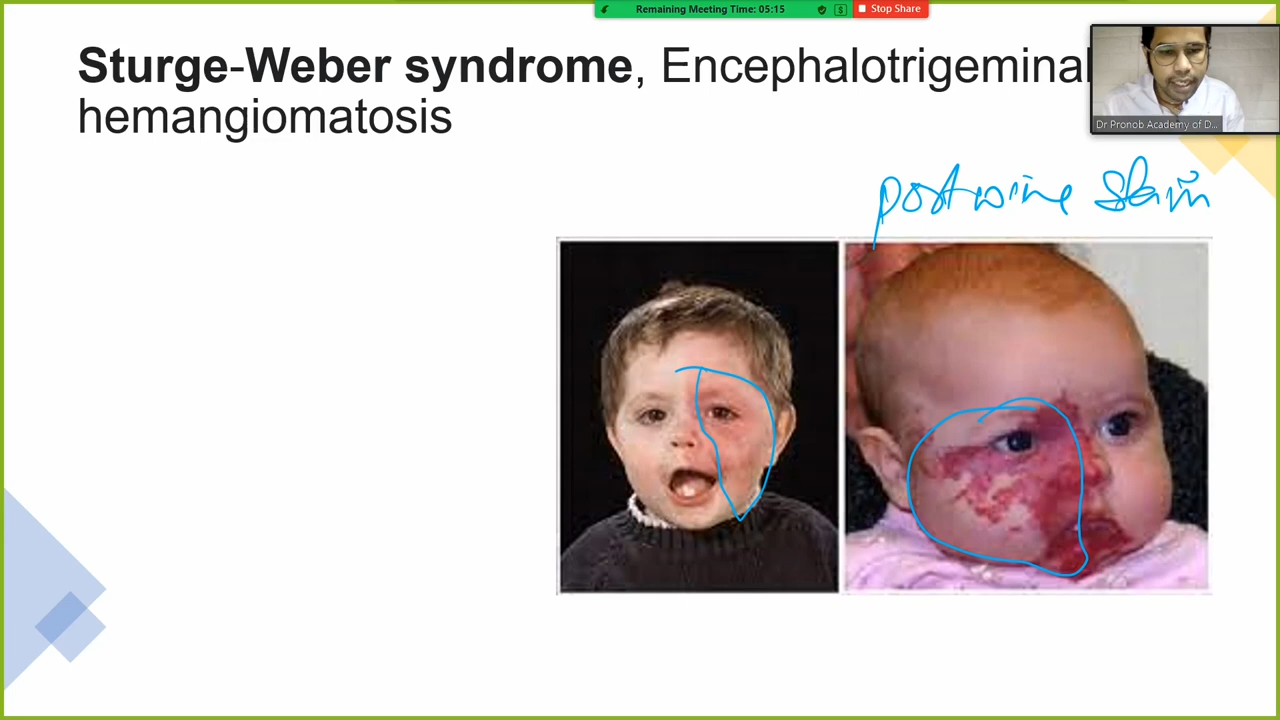 Remaining Meeting Time: 05:15
Stop Share
Sturge-Weber syndrome, Encephalotrigeminal
hemangiomatosis
Dr Pronob Academy of D...
portwine stain